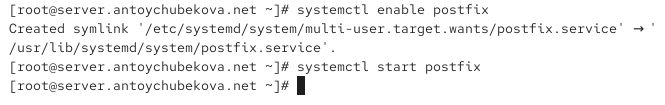 [root@server.antoychubekova.net ~]# systemctl enable postfix
Created symlink '/etc/systemd/system/multi-user.target.wants/postfix.service' → '
/usr/lib/systemd/system/postfix.service'.
[root@server.antoychubekova.net ~]# systemctl start postfix
[root@server.antoychubekova.net ~]#